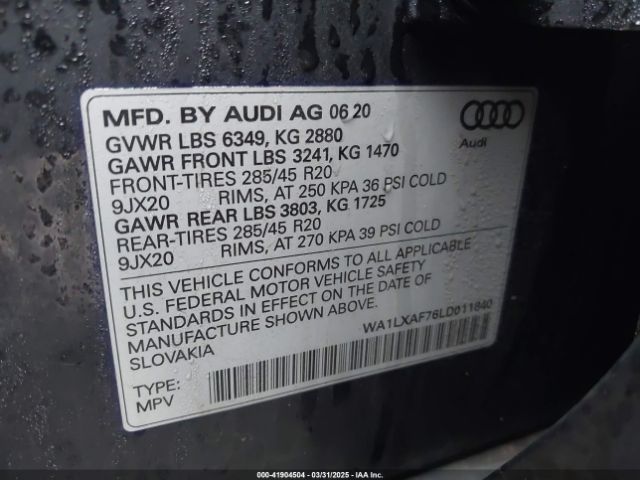 MFD. BY AUDI AG 06 20
GVWR LBS 6349, KG 2880
GAWR FRONT LBS 3241, KG 1470
FRONT-TIRES 285/45 R20
9JX20 RIMS, AT 250 KPA 36 PSI COLD
GAWR REAR LBS 3803, KG 1725
REAR-TIRES 285/45 R20
9JX20 RIMS, AT 270 KPA 39 PSI COLD
THIS VEHICLE CONFORMS TO ALL APPLICABLE
U.S. FEDERAL MOTOR VEHICLE SAFETY
STANDARDS IN EFFECT ON THE DATE OF
MANUFACTURE SHOWN ABOVE.
SLOVAKIA
WA1LXAF76LD011840
TYPE:
MPV
Audi
000-41904504 - 03/31/2025 - IAA Inc.